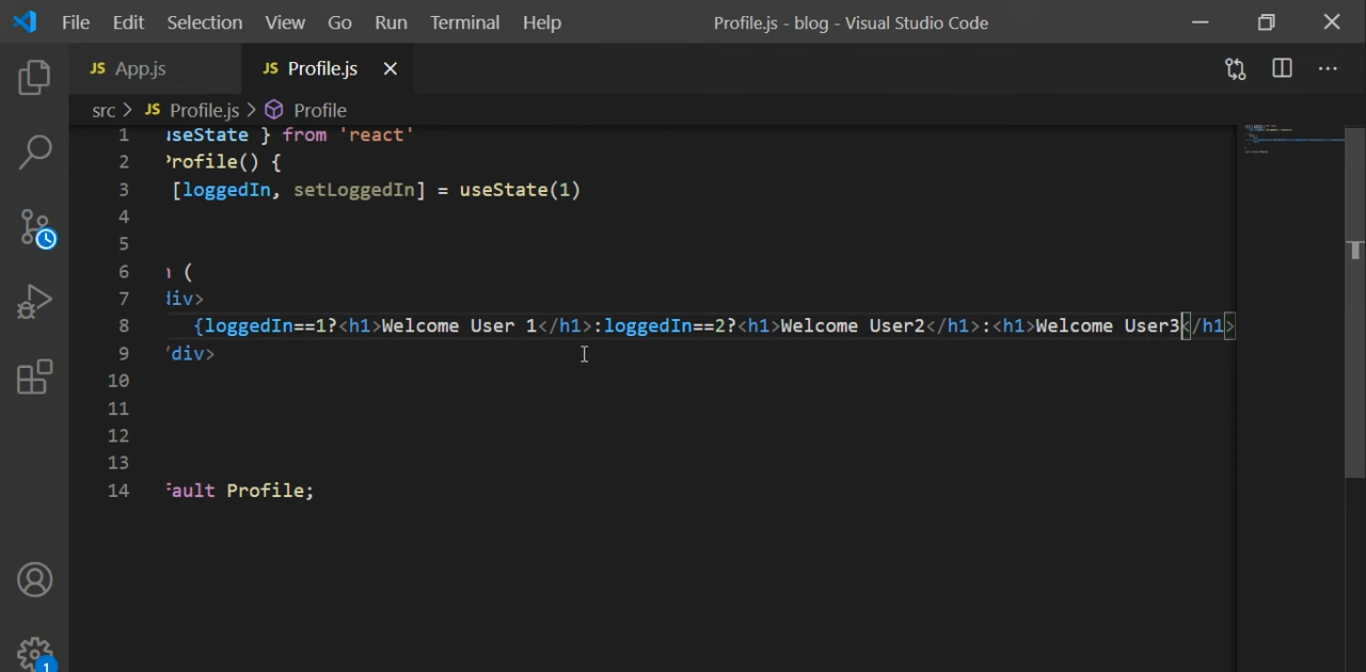 File Edit Selection View Go Run Terminal Help Profile.js - blog - Visual Studio Code
JS App.js JS Profile.js
src > JS Profile.js > Profile
1 useState } from 'react'
2 Profile() {
3 [loggedIn, setLoggedIn] = useState(1)
4
5
6 (
7 div>
8 {loggedIn==1?<h1>Welcome User 1</h1>:loggedIn==2?<h1>Welcome User2</h1>:<h1>Welcome User3</h1>
9 div>
10
11
12
13
14 ault Profile;
1